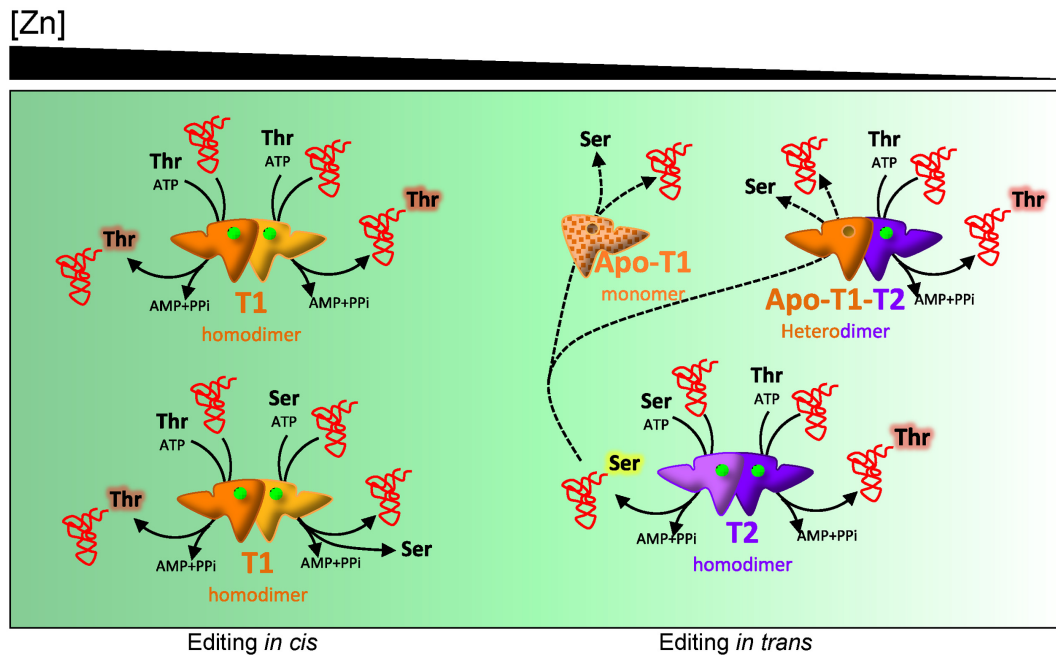 [Zn]
Thr
ATP
Thr
ATP
Thr
Thr
AMP+PPi
AMP+PPi
T1
homodimer
Ser
Apo-T1
monomer
Ser
Thr
ATP
Thr
AMP+PPi
Apo-T1-T2
Heterodimer
Thr
ATP
Ser
ATP
Thr
AMP+PPi
AMP+PPi
Ser
T1
homodimer
Ser
ATP
Thr
ATP
Ser
Thr
AMP+PPi
AMP+PPi
T2
homodimer
Editing in cis
Editing in trans